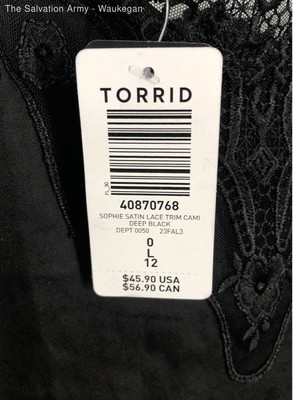 The Salvation Army - Waukegan
TORRID
FL_30
40870768
SOPHIE SATIN LACE TRIM CAMI
DEEP BLACK
DEPT 0050 23FAL3
0
L
12
$45.90 USA
$56.90 CAN